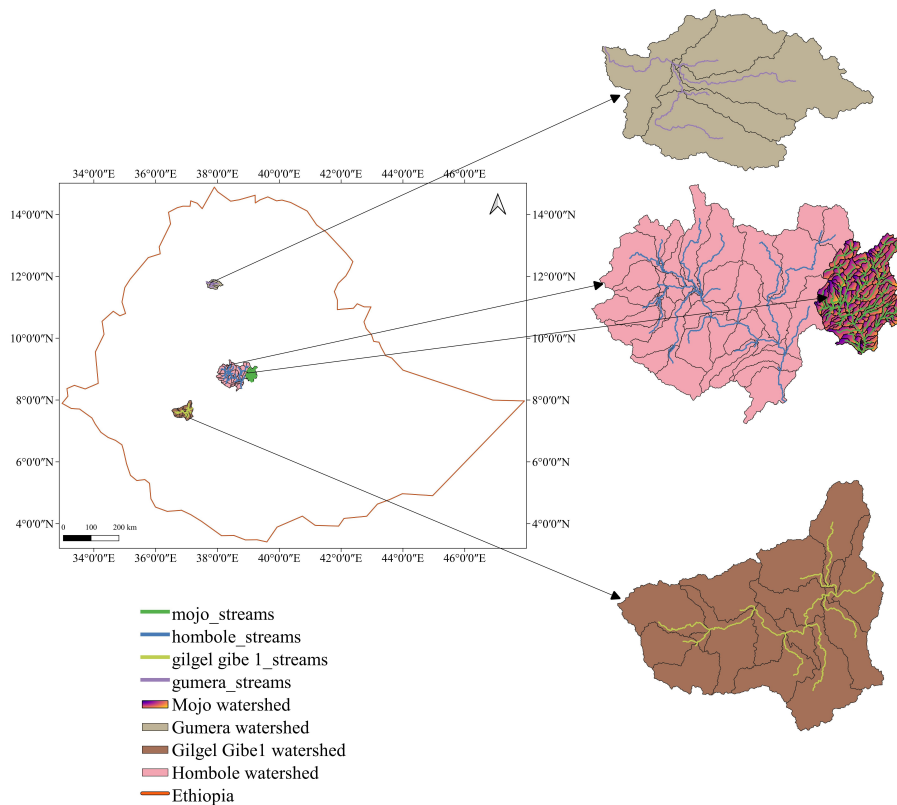 34°0'0"E 36°0'0"E 38°0'0"E 40°0'0"E 42°0'0"E 44°0'0"E 46°0'0"E
14°0'0"N 14°0'0"N
12°0'0"N 12°0'0"N
10°0'0"N 10°0'0"N
8°0'0"N 8°0'0"N
6°0'0"N 6°0'0"N
4°0'0"N 4°0'0"N
0 100 200 km
34°0'0"E 36°0'0"E 38°0'0"E 40°0'0"E 42°0'0"E 44°0'0"E 46°0'0"E
mojo_streams
hombole_streams
gilgel gibe 1_streams
gumera_streams
Mojo watershed
Gumera watershed
Gilgel Gibe1 watershed
Hombole watershed
Ethiopia